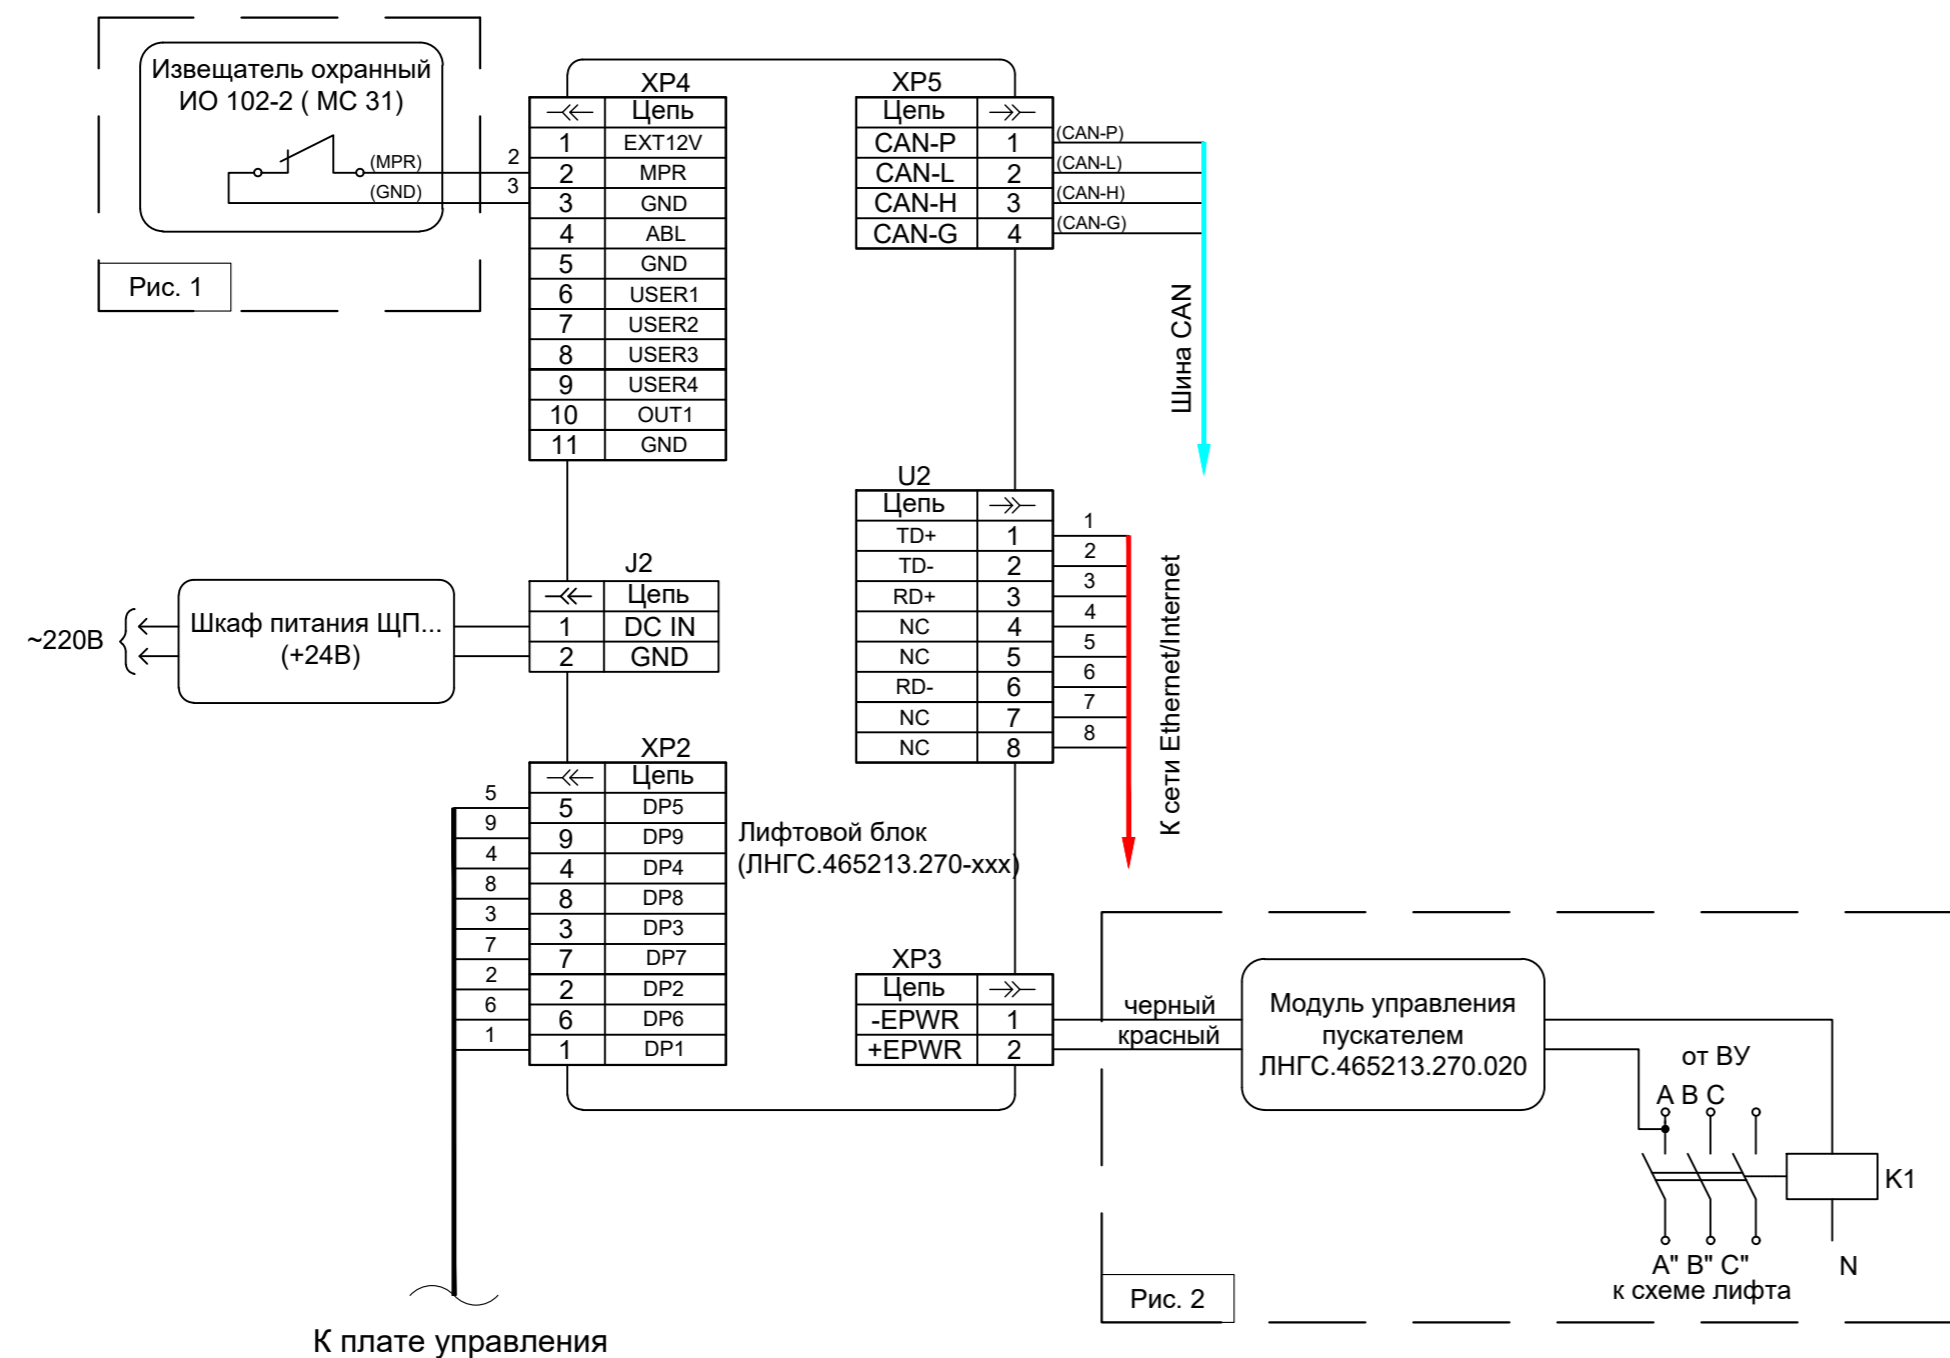 Извещатель охранный
ИО 102-2 ( МС 31)
(MPR)
(GND)
2
3
Рис. 1
XP4
Цепь
1 EXT12V
2 MPR
3 GND
4 ABL
5 GND
6 USER1
7 USER2
8 USER3
9 USER4
10 OUT1
11 GND
XP5
Цепь
CAN-P 1 (CAN-P)
CAN-L 2 (CAN-L)
CAN-H 3 (CAN-H)
CAN-G 4 (CAN-G)
Шина CAN
U2
Цепь
TD+ 1 1
TD- 2 2
RD+ 3 3
NC 4 4
NC 5 5
RD- 6 6
NC 7 7
NC 8 8
К сети Ethernet/Internet
~220В
Шкаф питания ЩП...
(+24В)
J2
Цепь
1 DC IN
2 GND
XP2
Цепь
5 5 DP5
9 9 DP9
4 4 DP4
8 8 DP8
3 3 DP3
7 7 DP7
2 2 DP2
6 6 DP6
1 1 DP1
Лифтовой блок
(ЛНГС.465213.270-xxx)
К плате управления
XP3
Цепь
-EPWR 1
+EPWR 2
черный
красный
Модуль управления
пускателем
ЛНГС.465213.270.020
от ВУ
A B C
K1
A" B" C"
к схеме лифта
N
Рис. 2